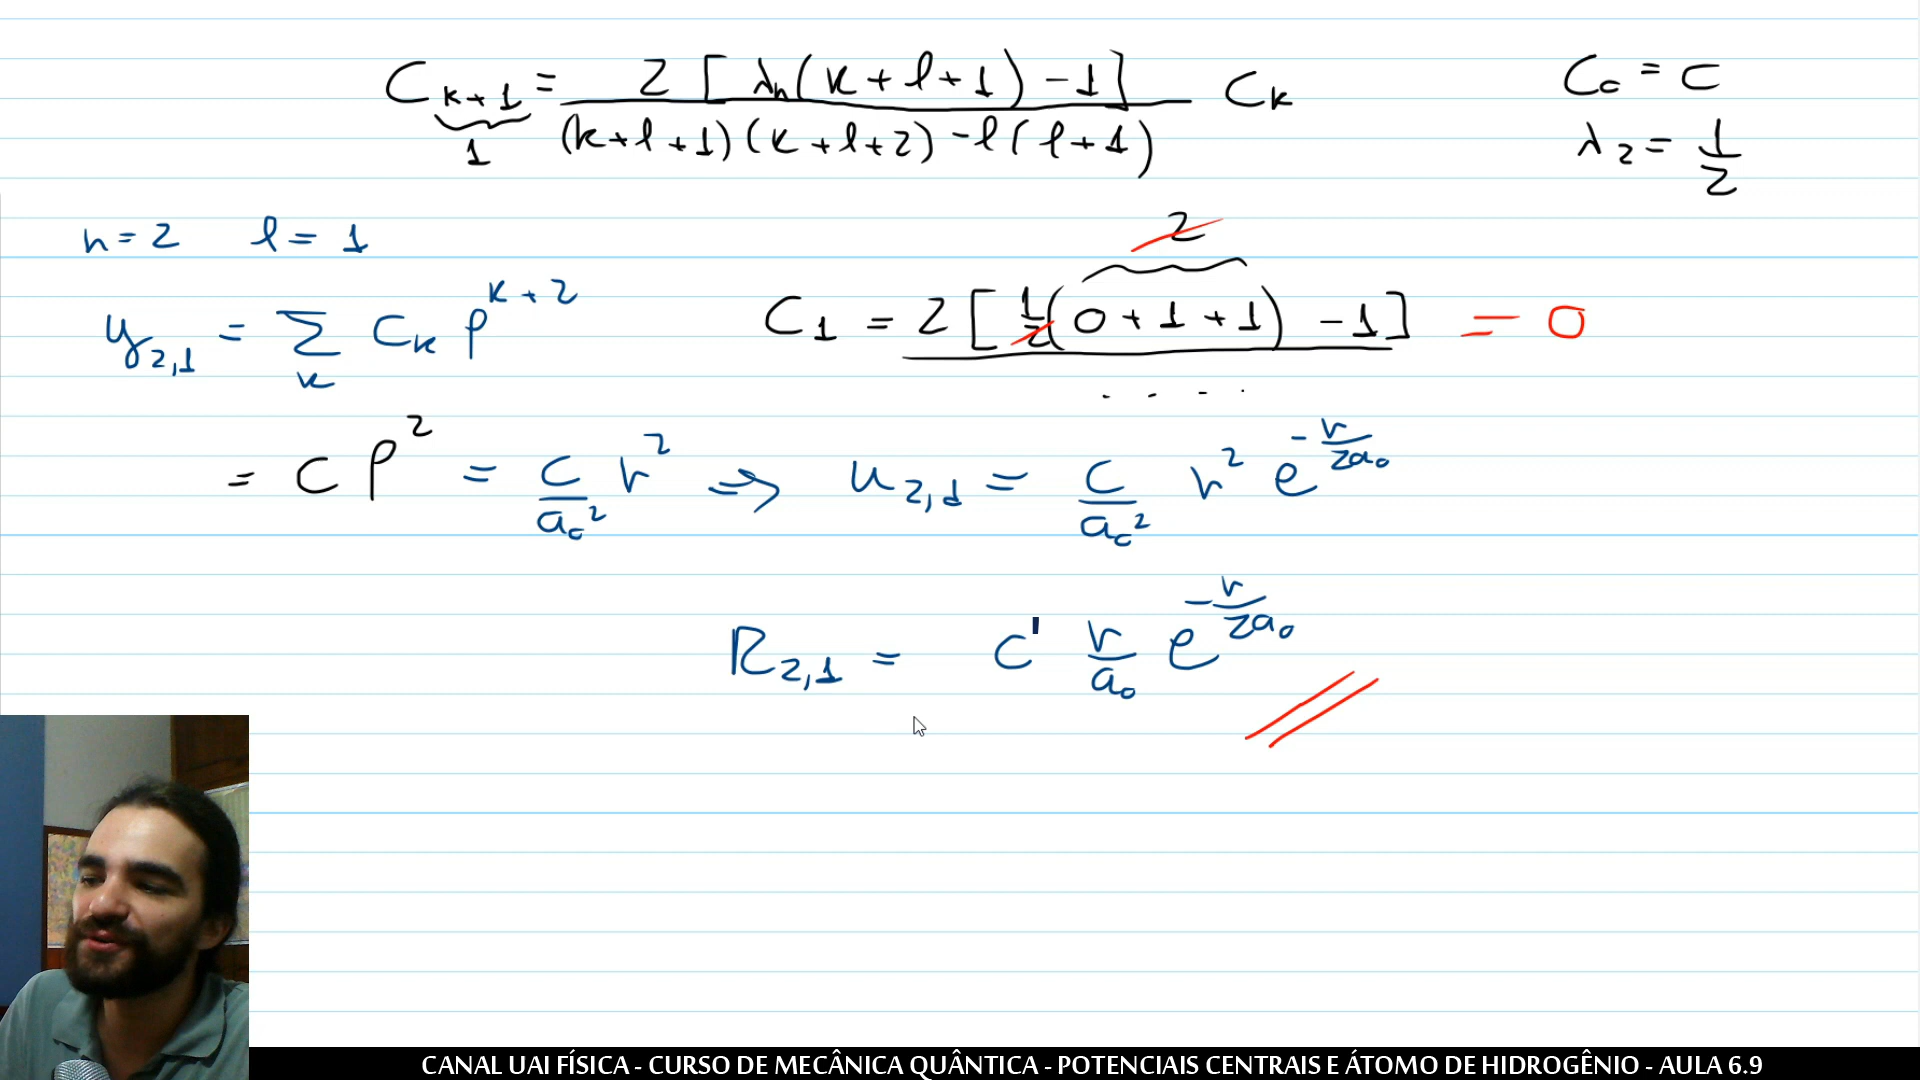 C_{k+1} = 2 [ λ_n (k + l + 1) - 1 ] / (k+l+1)(k+l+2) - l(l+1) C_k
1
C_0 = C
λ_2 = 1/2
n = 2 l = 1
y_{2,1} = Σ_k C_k ρ^{k+2}
2
C_1 = 2 [ 1/2 (0 + 1 + 1) - 1 ] / .... = 0
= C ρ^2 = C/a_0^2 r^2 ⇒ u_{2,1} = C/a_0^2 r^2 e^{-r/2a_0}
R_{2,1} = C' r/a_0 e^{-r/2a_0}
CANAL UAI FÍSICA - CURSO DE MECÂNICA QUÂNTICA - POTENCIAIS CENTRAIS E ÁTOMO DE HIDROGÊNIO - AULA 6.9